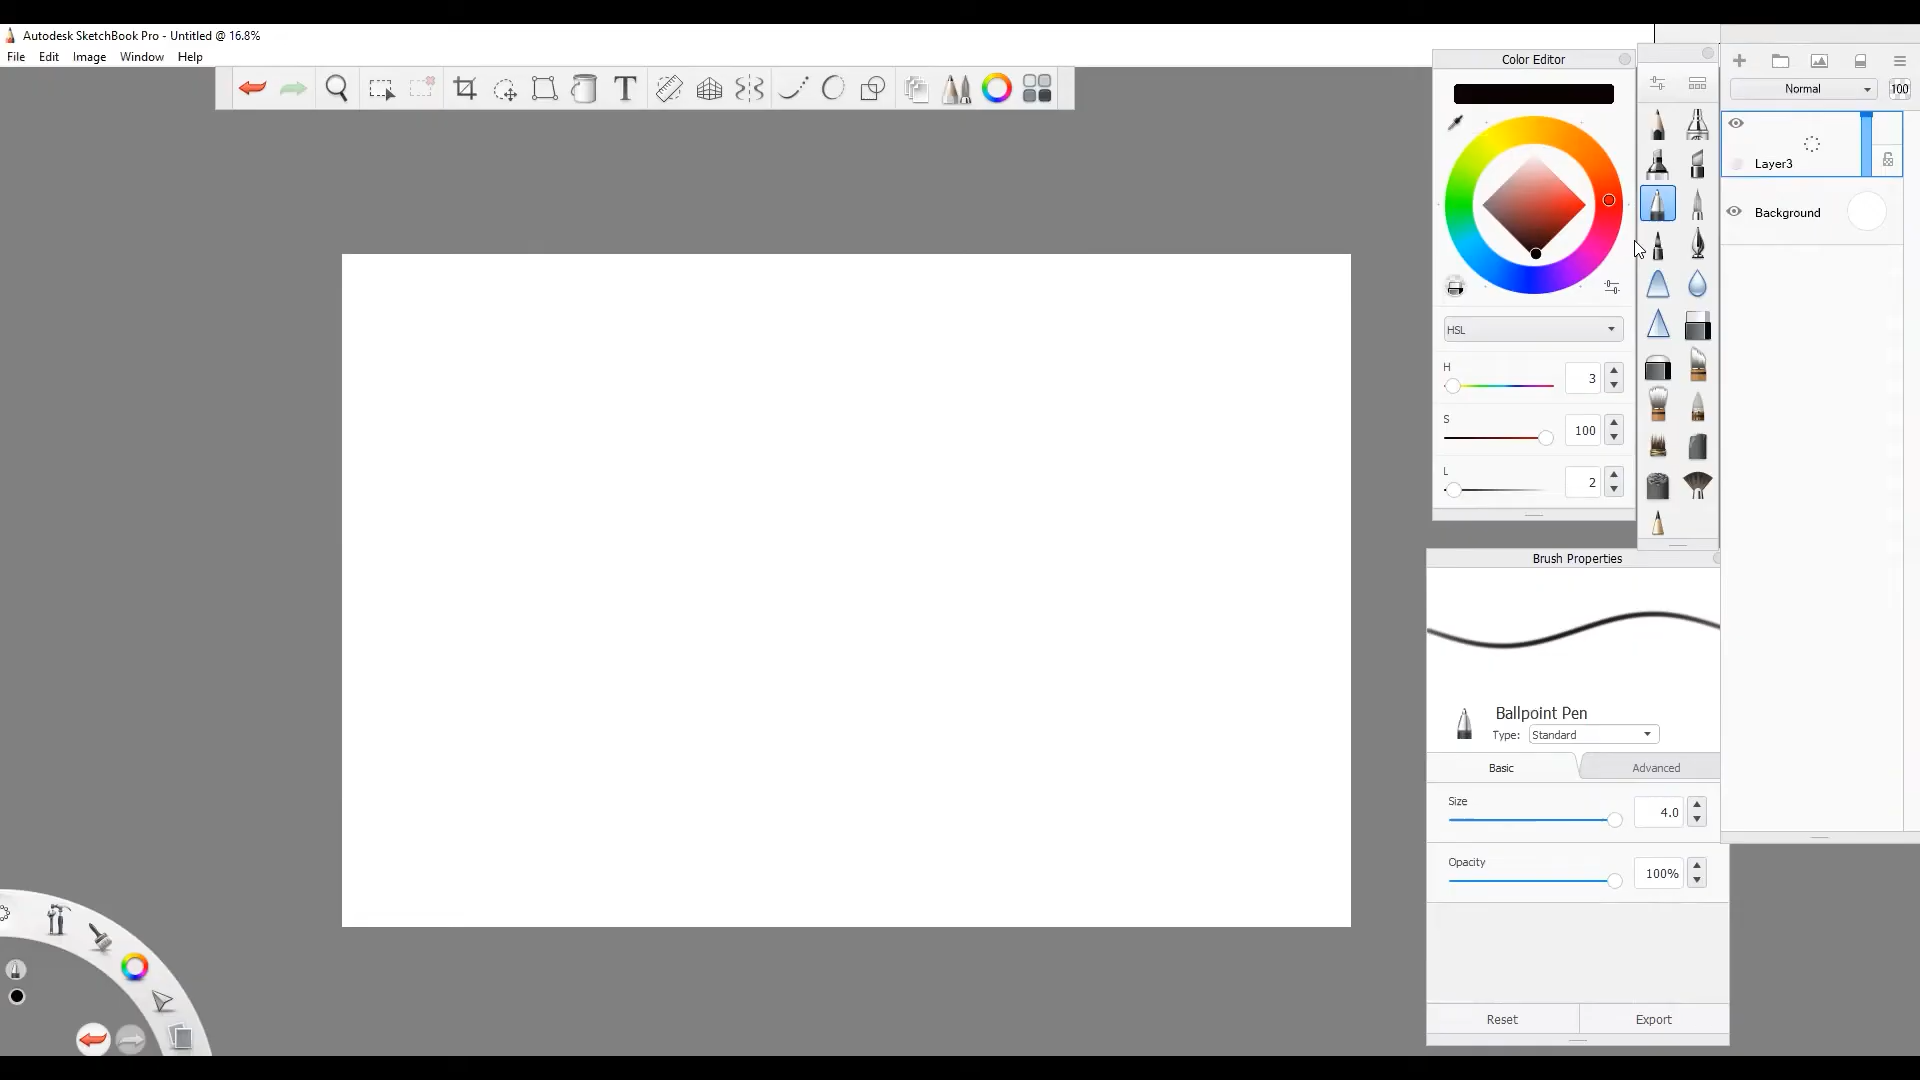 Autodesk SketchBook Pro - Untitled @ 16.8%
File Edit Image Window Help
T
Color Editor
HSL
H
3
S
100
L
2
Normal
100
Layer3
Background
Brush Properties
Ballpoint Pen
Type: Standard
Basic Advanced
Size
4.0
Opacity
100%
Reset Export